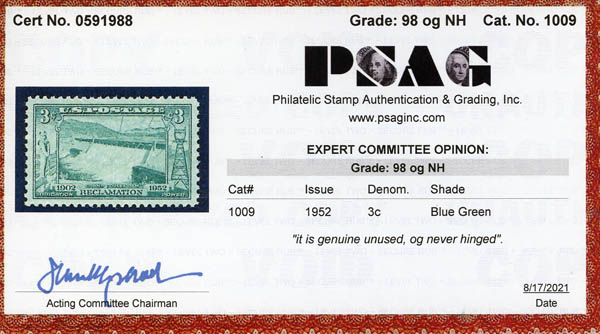 Cert No. 0591988
Grade: 98 og NH Cat. No. 1009
PSAG
Philatelic Stamp Authentication & Grading, Inc.
www.psaginc.com
EXPERT COMMITTEE OPINION:
Grade: 98 og NH
Cat# Issue Denom. Shade
1009 1952 3c Blue Green
"it is genuine unused, og never hinged".
3¢ U.S. POSTAGE 3¢
1902 1952
RECLAMATION
Acting Committee Chairman
8/17/2021
Date